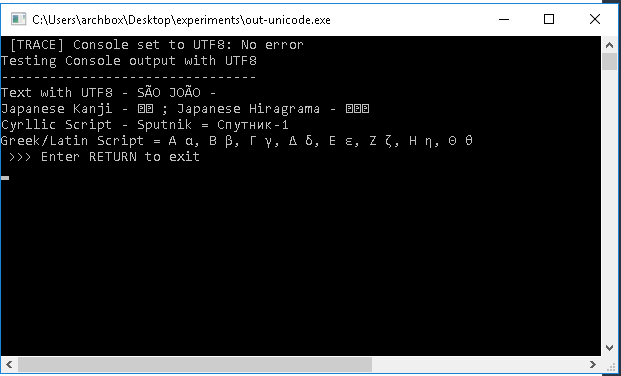 C:\Users\archbox\Desktop\experiments\out-unicode.exe
[TRACE] Console set to UTF8: No error
Testing Console output with UTF8
--------------------------------
Text with UTF8 - SÃO JOÃO -
Japanese Kanji - ; Japanese Hiragrama -
Cyrllic Script - Sputnik = Спутник-1
Greek/Latin Script = Α α, Β β, Γ γ, Δ δ, Ε ε, Ζ ζ, Η η, Θ θ
>>> Enter RETURN to exit